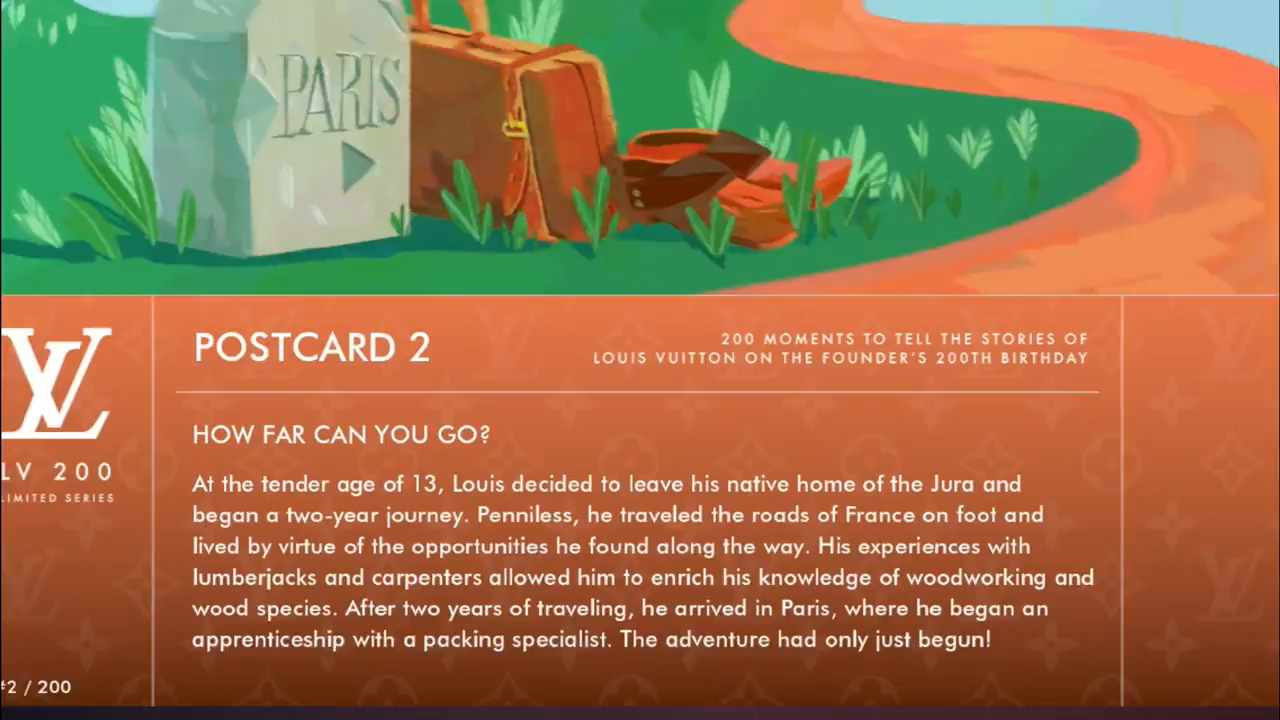 PARIS
POSTCARD 2
200 MOMENTS TO TELL THE STORIES OF
LOUIS VUITTON ON THE FOUNDER'S 200TH BIRTHDAY
LV
LV 200
LIMITED SERIES
HOW FAR CAN YOU GO?
At the tender age of 13, Louis decided to leave his native home of the Jura and
began a two-year journey. Penniless, he traveled the roads of France on foot and
lived by virtue of the opportunities he found along the way. His experiences with
lumberjacks and carpenters allowed him to enrich his knowledge of woodworking and
wood species. After two years of traveling, he arrived in Paris, where he began an
apprenticeship with a packing specialist. The adventure had only just begun!
#2 / 200